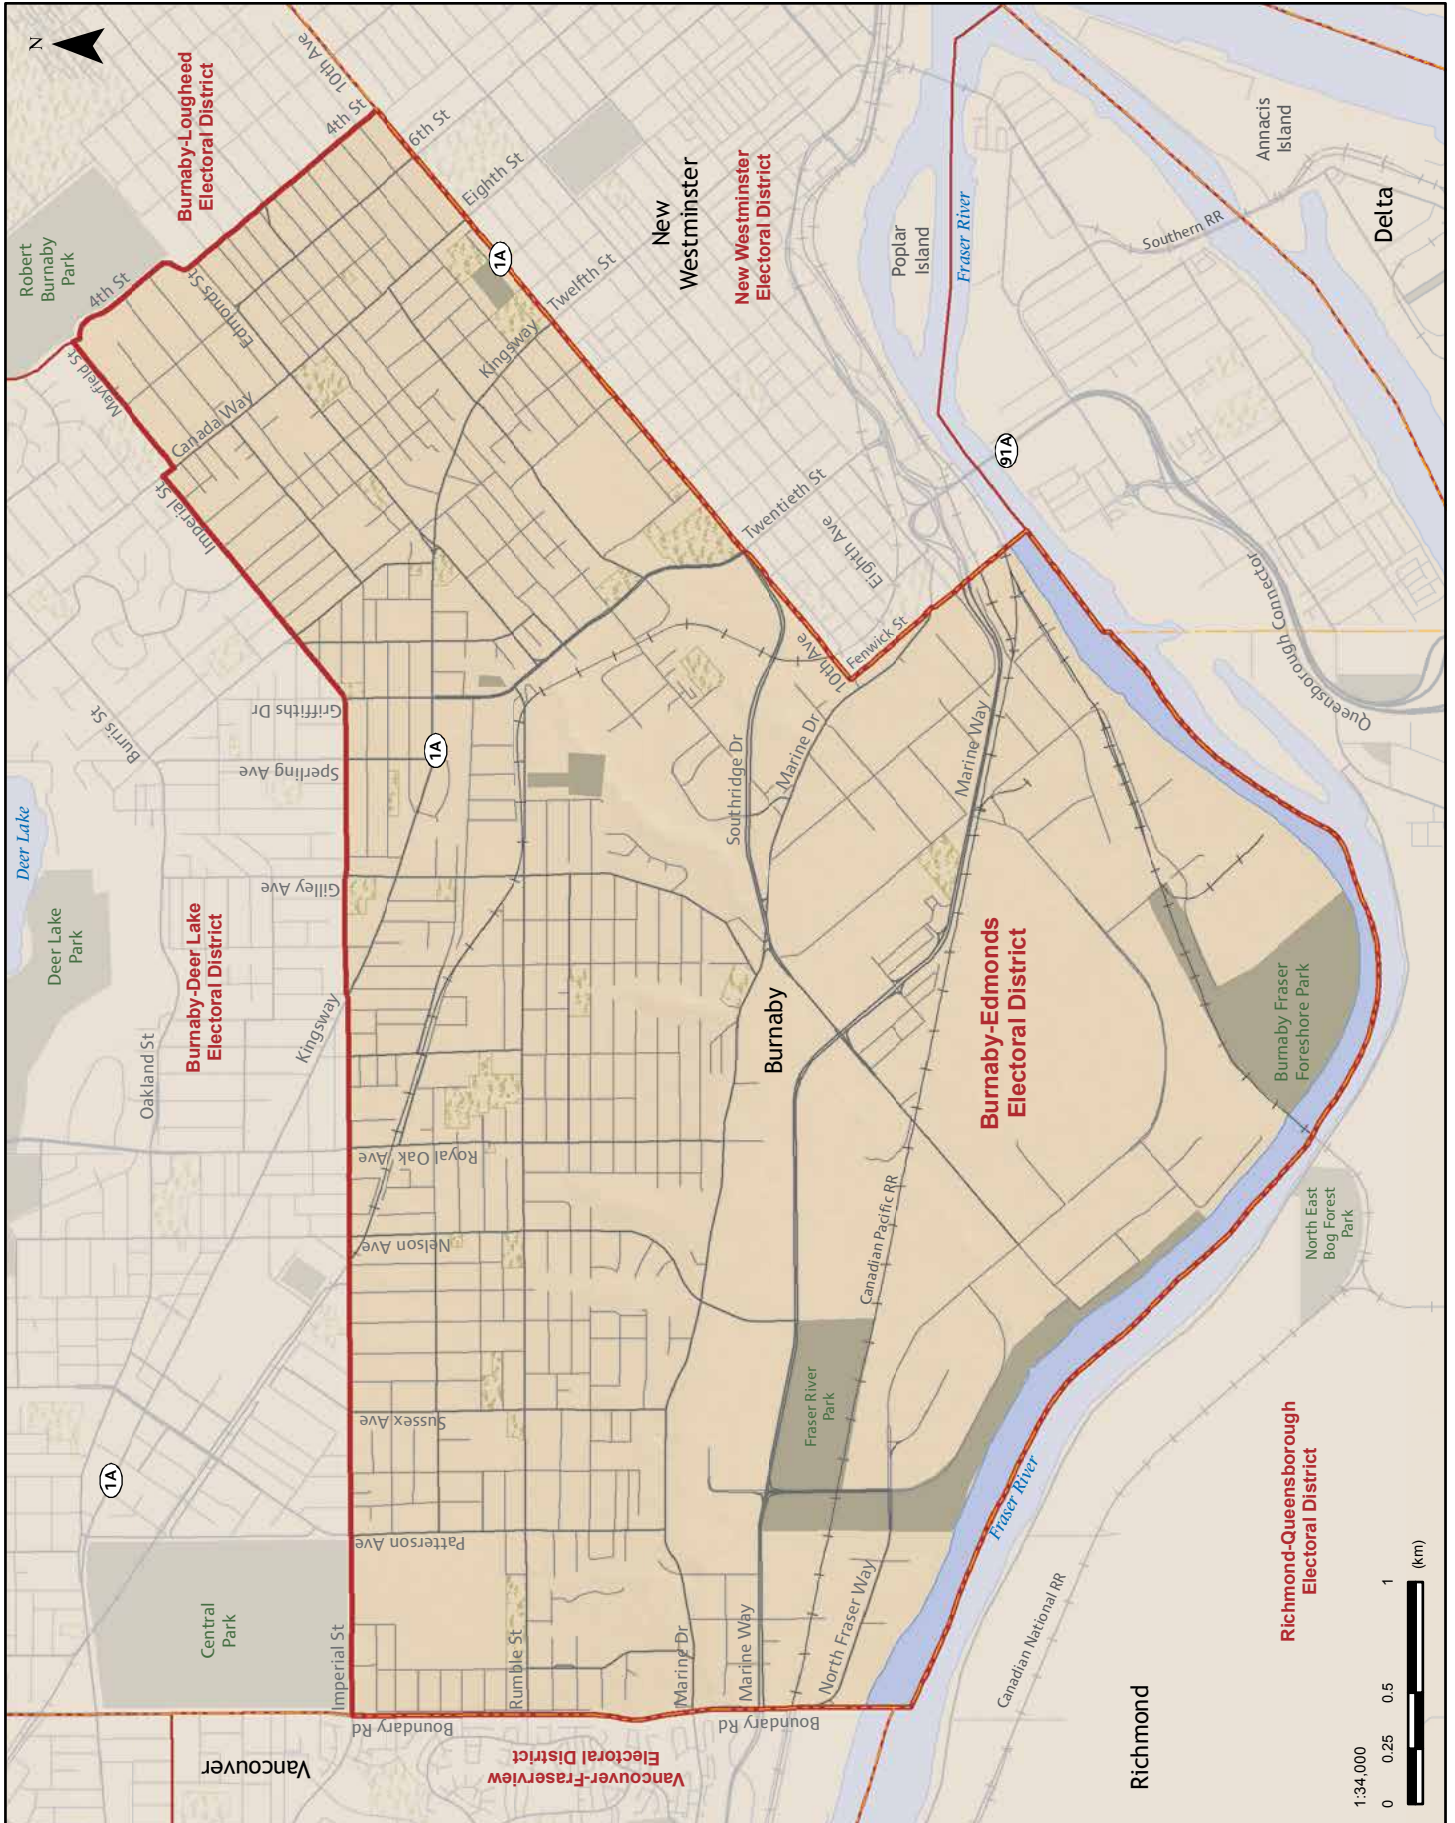 N
10th Ave
4th St
6th St
Burnaby-Lougheed
Electoral District
Robert
Burnaby
Park
4th St
Edmonds St
Eighth St
1A
Twelfth St
Kingsway
New
Westminster
New Westminster
Electoral District
Poplar
Island
Fraser River
Annacis
Island
Southern RR
Delta
Mayfield St
Canada Way
Imperial St
Twentieth St
Eighth Ave
91A
Queensborough Connector
10th Ave
Fenwick St
Deer Lake
Burris St
Griffiths Dr
Sperling Ave
1A
Gilley Ave
Southridge Dr
Marine Dr
Marine Way
Deer Lake
Park
Burnaby-Deer Lake
Electoral District
Oakland St
Kingsway
Burnaby
Burnaby-Edmonds
Electoral District
Burnaby Fraser
Foreshore Park
Royal Oak Ave
Nelson Ave
Canadian Pacific RR
North East
Bog Forest
Park
1A
Sussex Ave
Patterson Ave
Fraser River
Park
Fraser River
Richmond-Queensborough
Electoral District
Central
Park
Imperial St
Rumble St
Marine Dr
Marine Way
North Fraser Way
Canadian National RR
Boundary Rd
Boundary Rd
Vancouver
Vancouver-Fraserview
Electoral District
Richmond
1:34,000
0
0.25
0.5
1
(km)